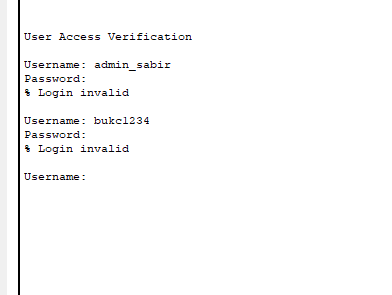 User Access Verification
Username: admin_sabir
Password:
% Login invalid
Username: bukc1234
Password:
% Login invalid
Username: